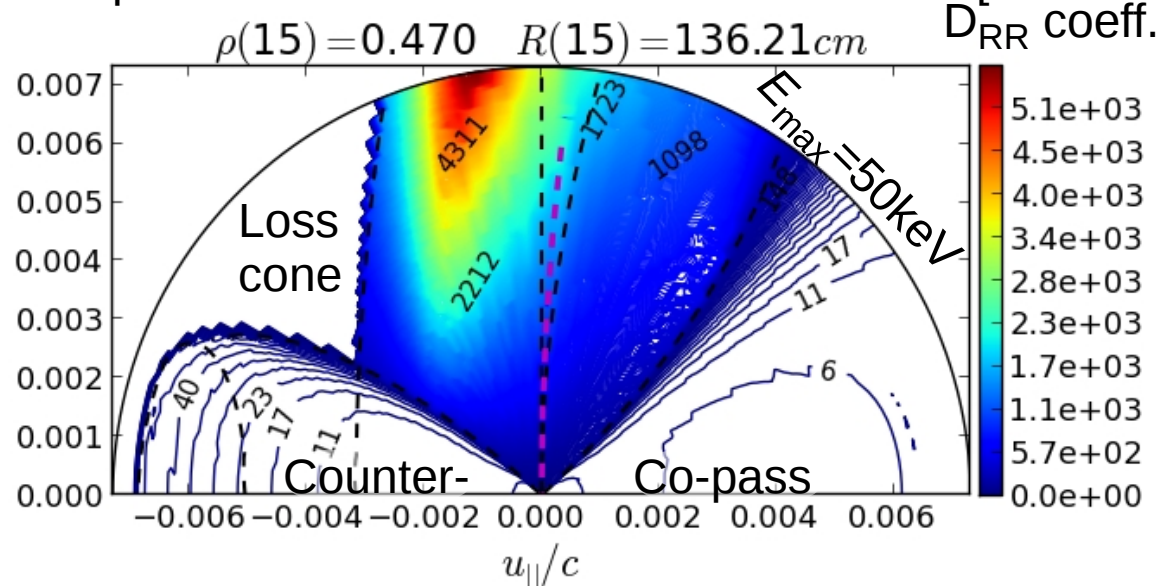 D_RR coeff.
ρ(15)=0.470 R(15)=136.21cm
E_max=50keV
0.007
0.006
0.005
0.004
0.003
0.002
0.001
0.000
Loss
cone
4311
2212
1723
1098
17
11
6
40
23
17
11
Counter-
Co-pass
−0.006 −0.004 −0.002 0.000 0.002 0.004 0.006
u_||/c
5.1e+03
4.5e+03
4.0e+03
3.4e+03
2.8e+03
2.3e+03
1.7e+03
1.1e+03
5.7e+02
0.0e+00